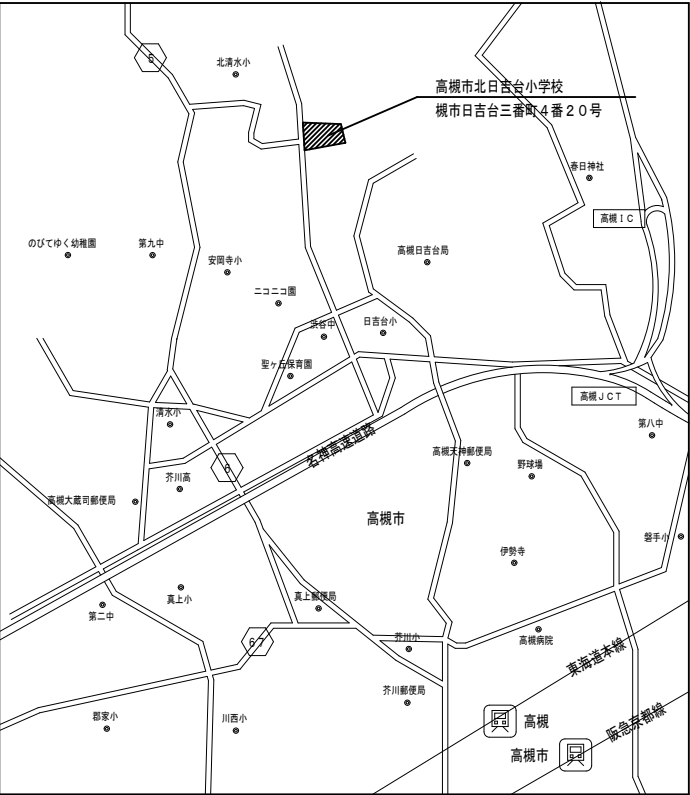 5
北清水小
高槻市北日吉台小学校
槻市日吉台三番町4番20号
春日神社
高槻IC
のびてゆく幼稚園
第九中
安岡寺小
高槻日吉台局
ニコニコ園
渋谷中
日吉台小
聖ヶ丘保育園
高槻JCT
清水小
第八中
名神高速道路
高槻天神郵便局
野球場
6
芥川高
高槻大蔵司郵便局
高槻市
磐手小
伊勢寺
真上小
真上郵便局
第二中
67
芥川小
高槻病院
東海道本線
芥川郵便局
郡家小
川西小
高槻
阪急京都線
高槻市